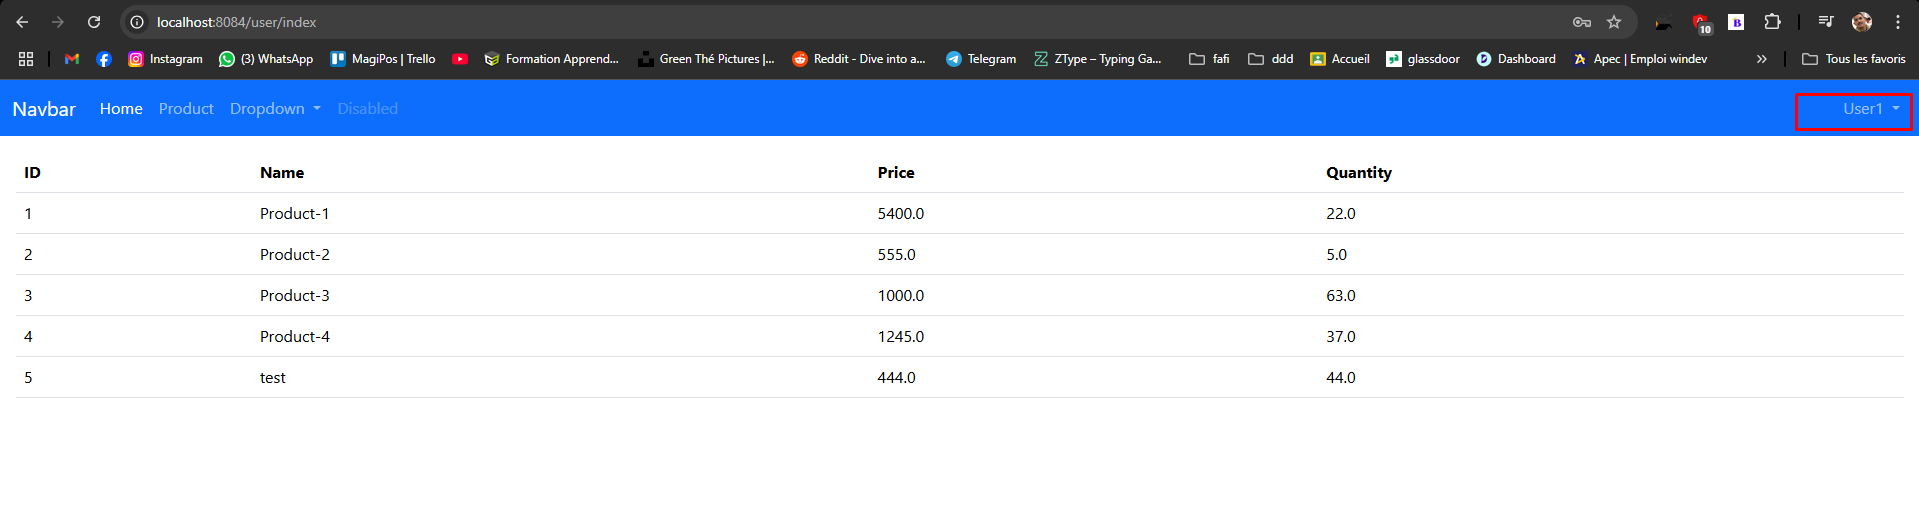 localhost:8084/user/index
10
Instagram (3) WhatsApp MagiPos | Trello Formation Apprend... Green Thé Pictures |... Reddit - Dive into a... Telegram ZType – Typing Ga... fafi ddd Accueil glassdoor Dashboard Apec | Emploi windev » Tous les favoris
Navbar Home Product Dropdown Disabled User1
ID Name Price Quantity
1 Product-1 5400.0 22.0
2 Product-2 555.0 5.0
3 Product-3 1000.0 63.0
4 Product-4 1245.0 37.0
5 test 444.0 44.0